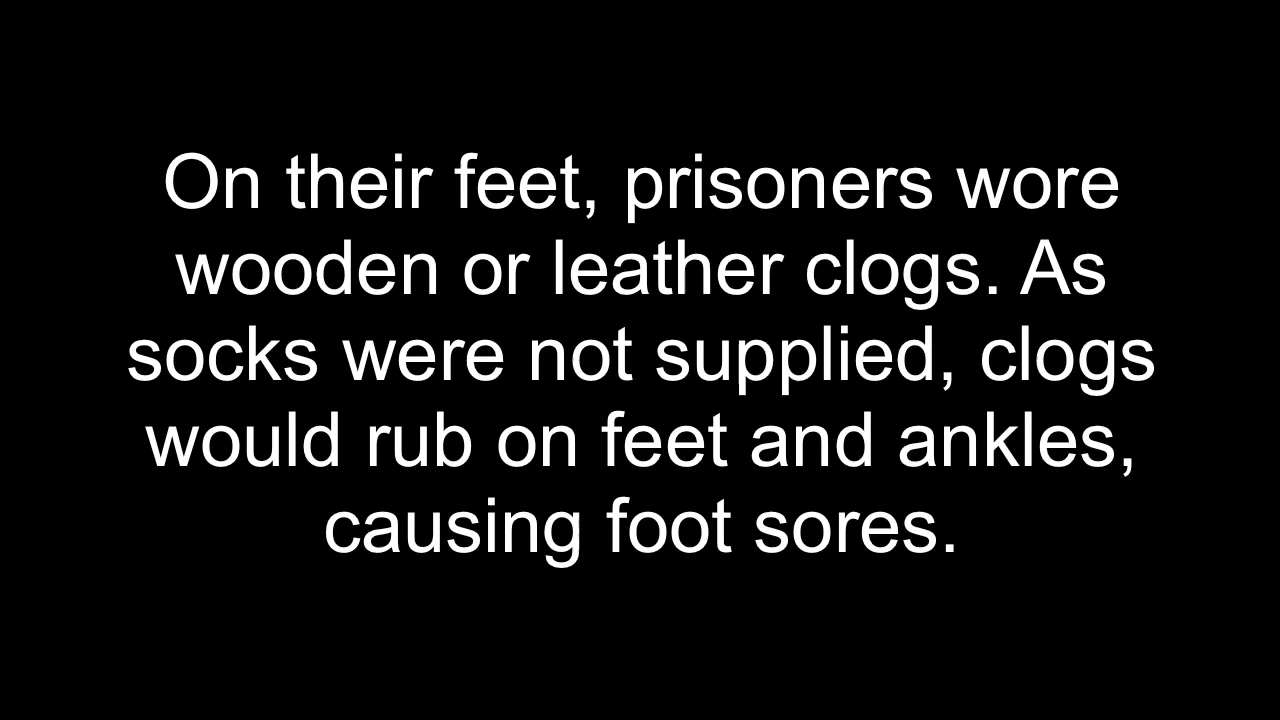 On their feet, prisoners wore
wooden or leather clogs. As
socks were not supplied, clogs
would rub on feet and ankles,
causing foot sores.